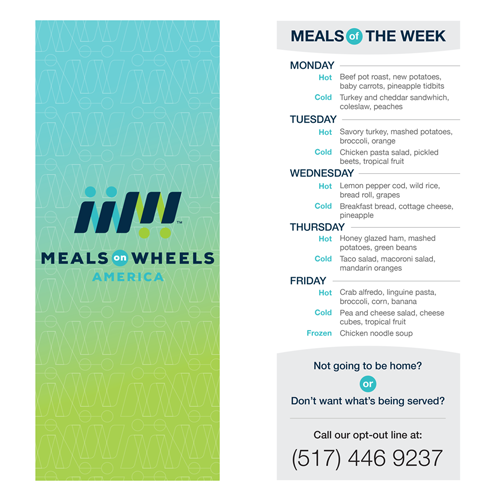 MEALS on WHEELS
AMERICA
TM
MEALS of THE WEEK
MONDAY
Hot Beef pot roast, new potatoes,
baby carrots, pineapple tidbits
Cold Turkey and cheddar sandwhich,
coleslaw, peaches
TUESDAY
Hot Savory turkey, mashed potatoes,
broccoli, orange
Cold Chicken pasta salad, pickled
beets, tropical fruit
WEDNESDAY
Hot Lemon pepper cod, wild rice,
bread roll, grapes
Cold Breakfast bread, cottage cheese,
pineapple
THURSDAY
Hot Honey glazed ham, mashed
potatoes, green beans
Cold Taco salad, macoroni salad,
mandarin oranges
FRIDAY
Hot Crab alfredo, linguine pasta,
broccoli, corn, banana
Cold Pea and cheese salad, cheese
cubes, tropical fruit
Frozen Chicken noodle soup
Not going to be home?
or
Don't want what's being served?
Call our opt-out line at:
(517) 446 9237